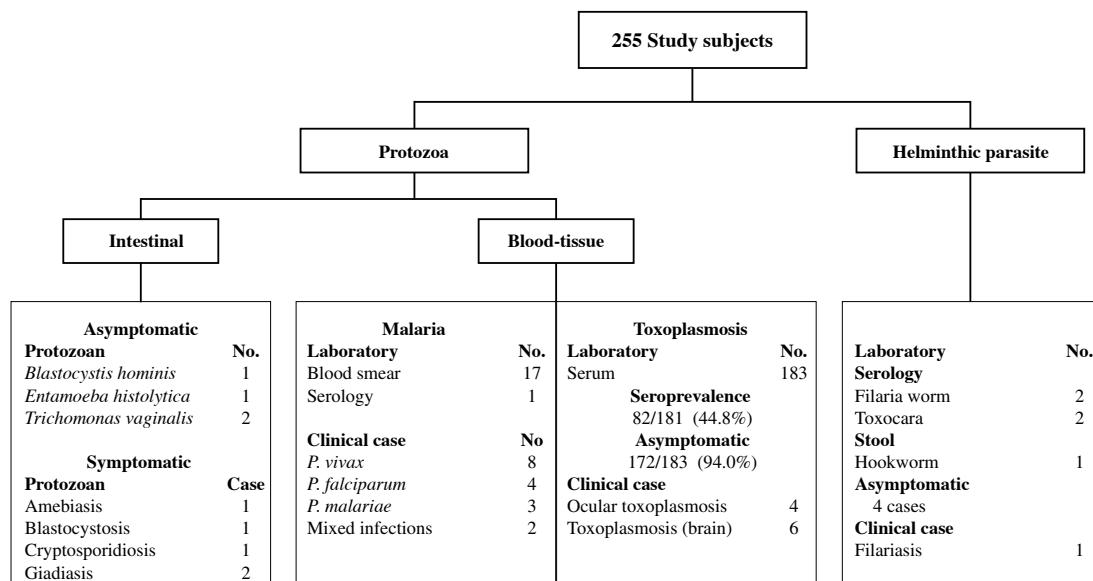 255 Study subjects
Protozoa
Helminthic parasite
Intestinal
Blood-tissue
Asymptomatic
Protozoan No.
Blastocystis hominis 1
Entamoeba histolytica 1
Trichomonas vaginalis 2
Symptomatic
Protozoan Case
Amebiasis 1
Blastocystosis 1
Cryptosporidiosis 1
Giadiasis 2
Malaria
Laboratory No.
Blood smear 17
Serology 1
Clinical case No
P. vivax 8
P. falciparum 4
P. malariae 3
Mixed infections 2
Toxoplasmosis
Laboratory No.
Serum 183
Seroprevalence
82/181 (44.8%)
Asymptomatic
172/183 (94.0%)
Clinical case
Ocular toxoplasmosis 4
Toxoplasmosis (brain) 6
Laboratory No.
Serology
Filaria worm 2
Toxocara 2
Stool
Hookworm 1
Asymptomatic
4 cases
Clinical case
Filariasis 1